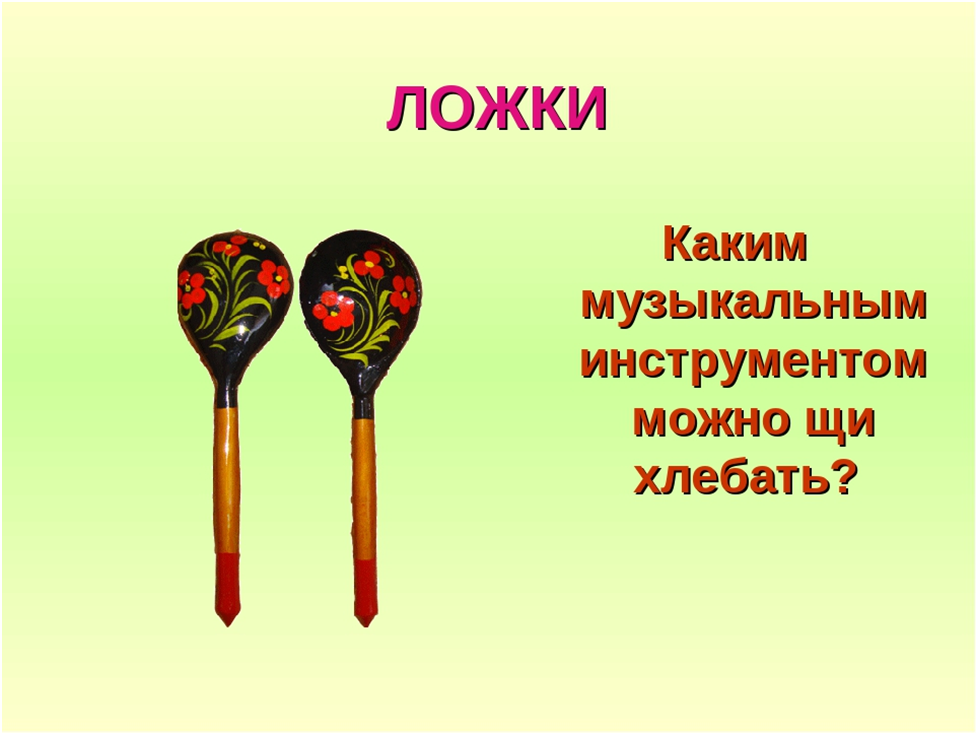 ЛОЖКИ
Каким
музыкальным
инструментом
можно щи
хлебать?